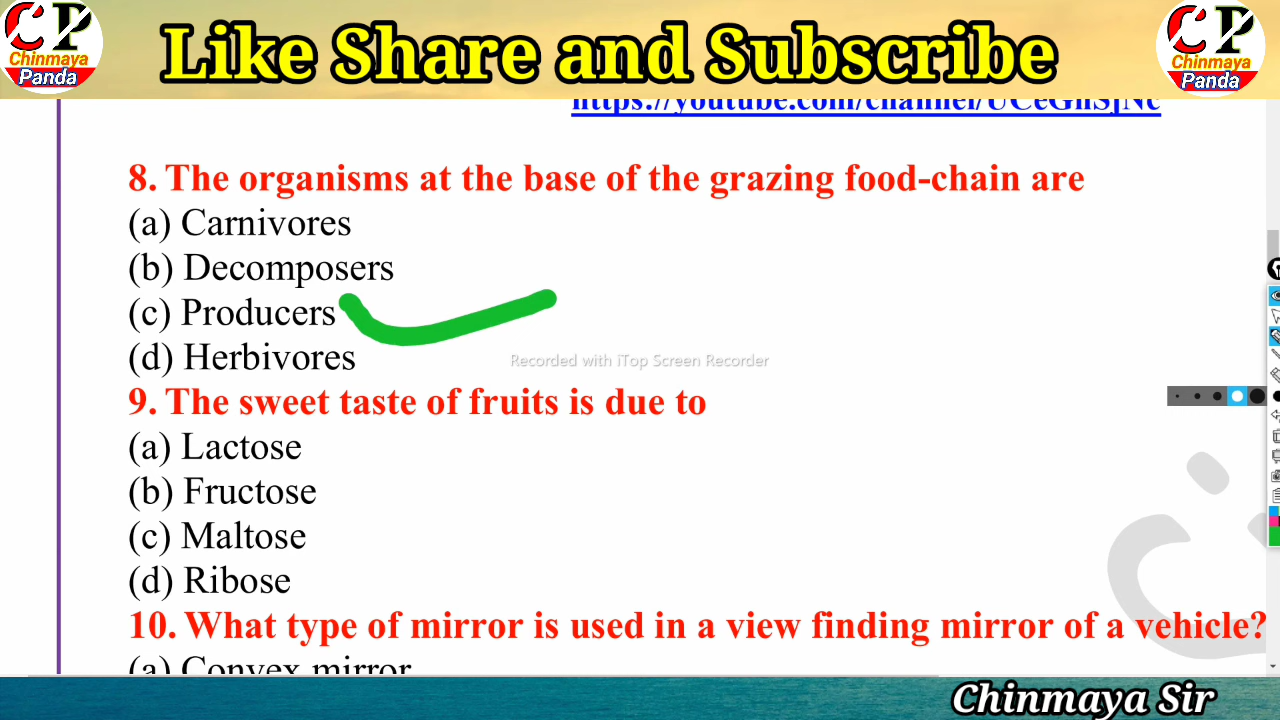 CP
Chinmaya
Panda
Like Share and Subscribe
CP
Chinmaya
Panda
8. The organisms at the base of the grazing food-chain are
(a) Carnivores
(b) Decomposers
(c) Producers
(d) Herbivores
Recorded with iTop Screen Recorder
9. The sweet taste of fruits is due to
(a) Lactose
(b) Fructose
(c) Maltose
(d) Ribose
10. What type of mirror is used in a view finding mirror of a vehicle?
(a) Convex mirror
Chinmaya Sir